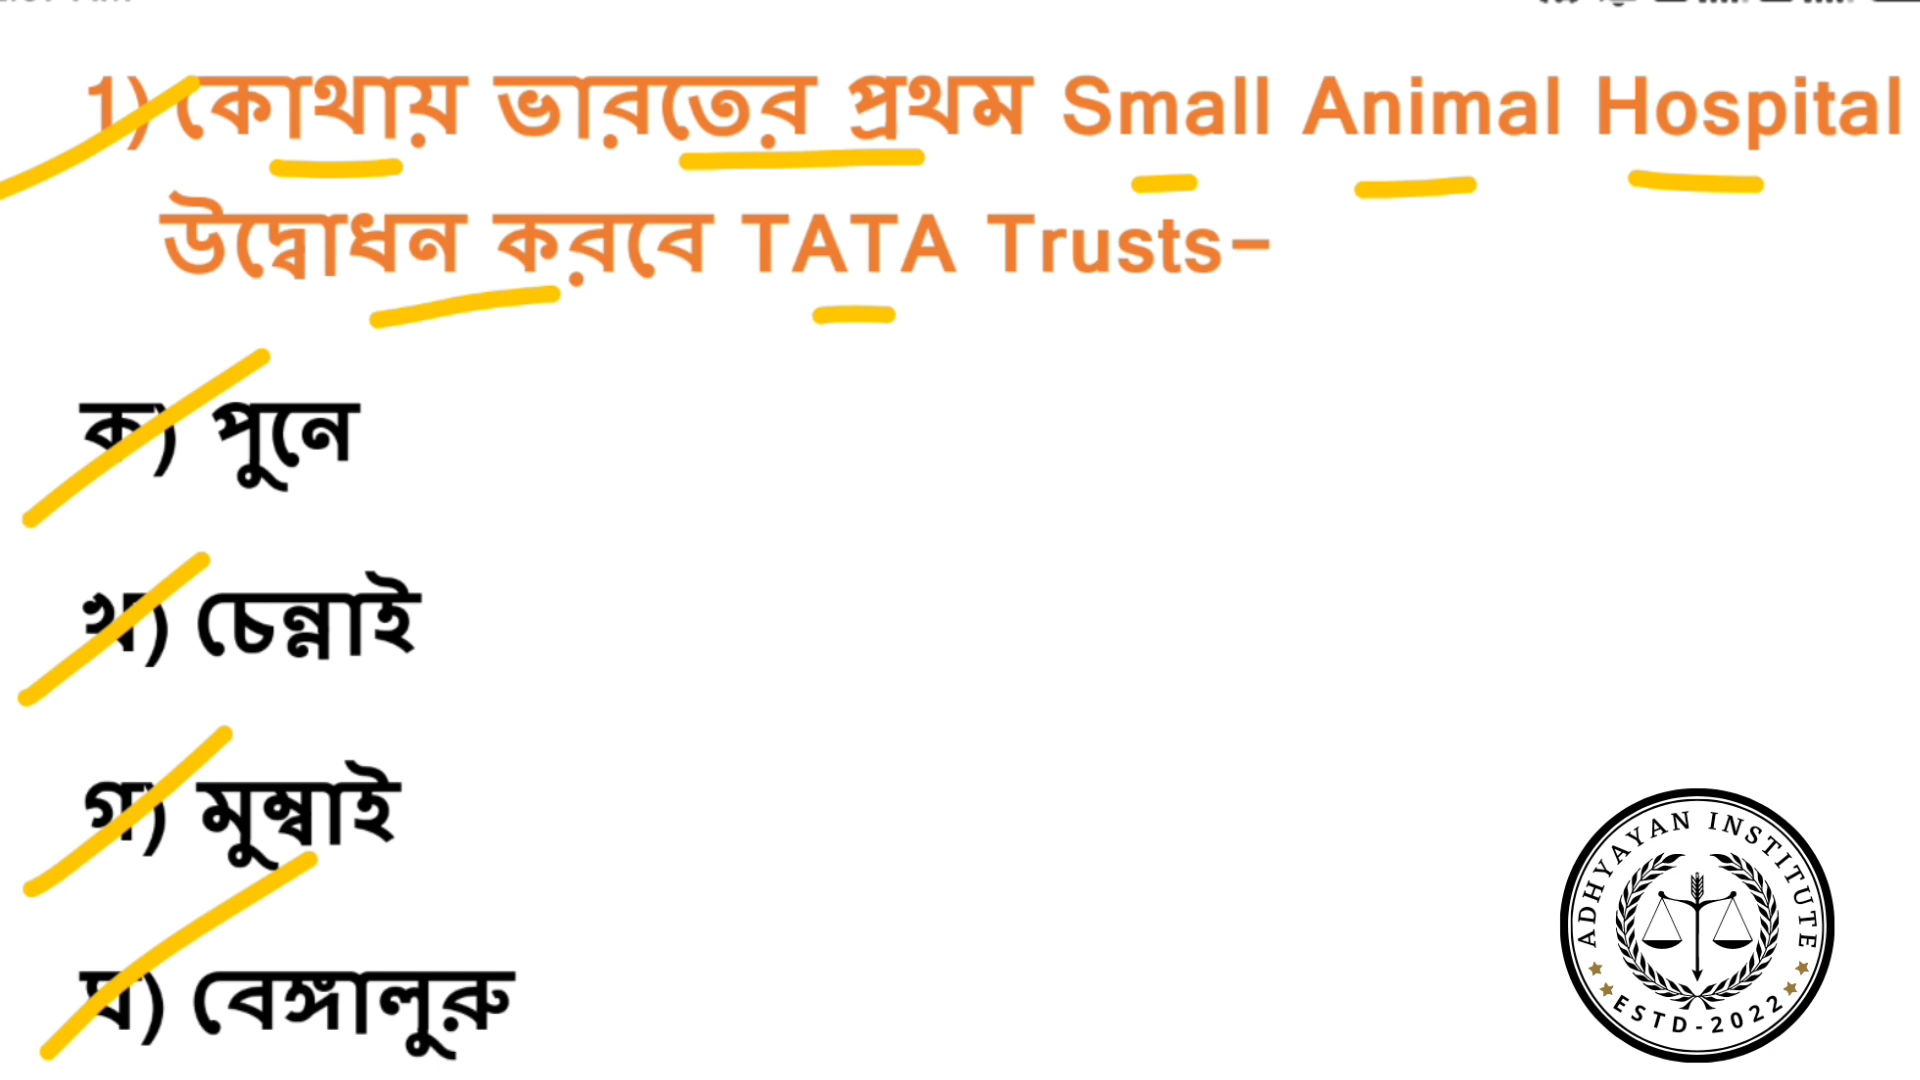 1) কোথায় ভারতের প্রথম Small Animal Hospital
উদ্বোধন করবে TATA Trusts–
ক) পুনে
খ) চেন্নাই
গ) মুম্বাই
ঘ) বেঙ্গালুরু
ADHYAYAN INSTITUTE
ESTD-2022